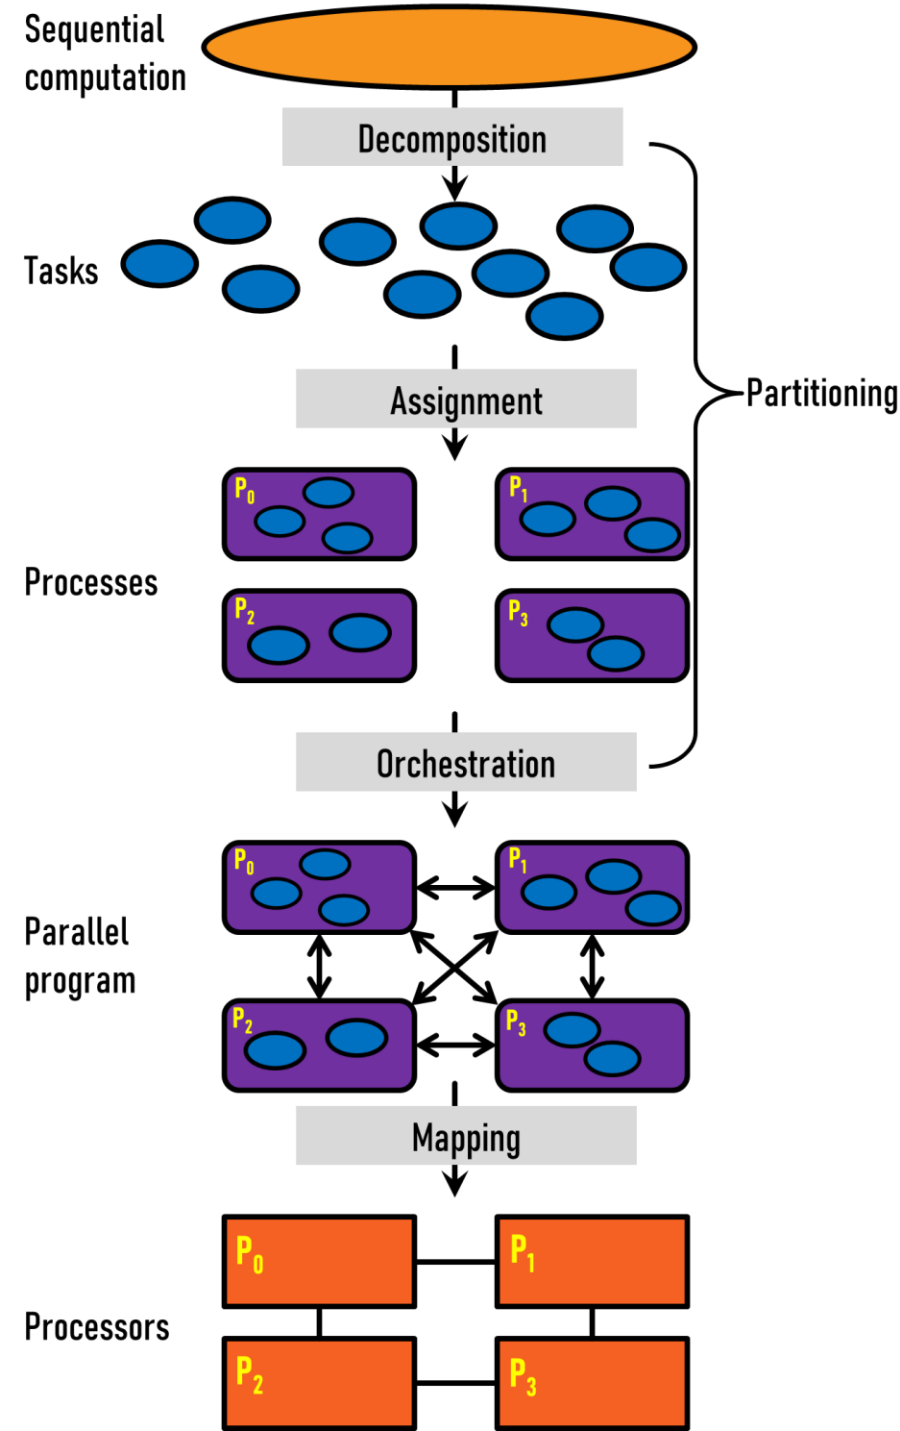 Sequential
computation
Decomposition
Tasks
Assignment
Partitioning
P0
P1
Processes
P2
P3
Orchestration
P0
P1
Parallel
program
P2
P3
Mapping
P0
P1
Processors
P2
P3